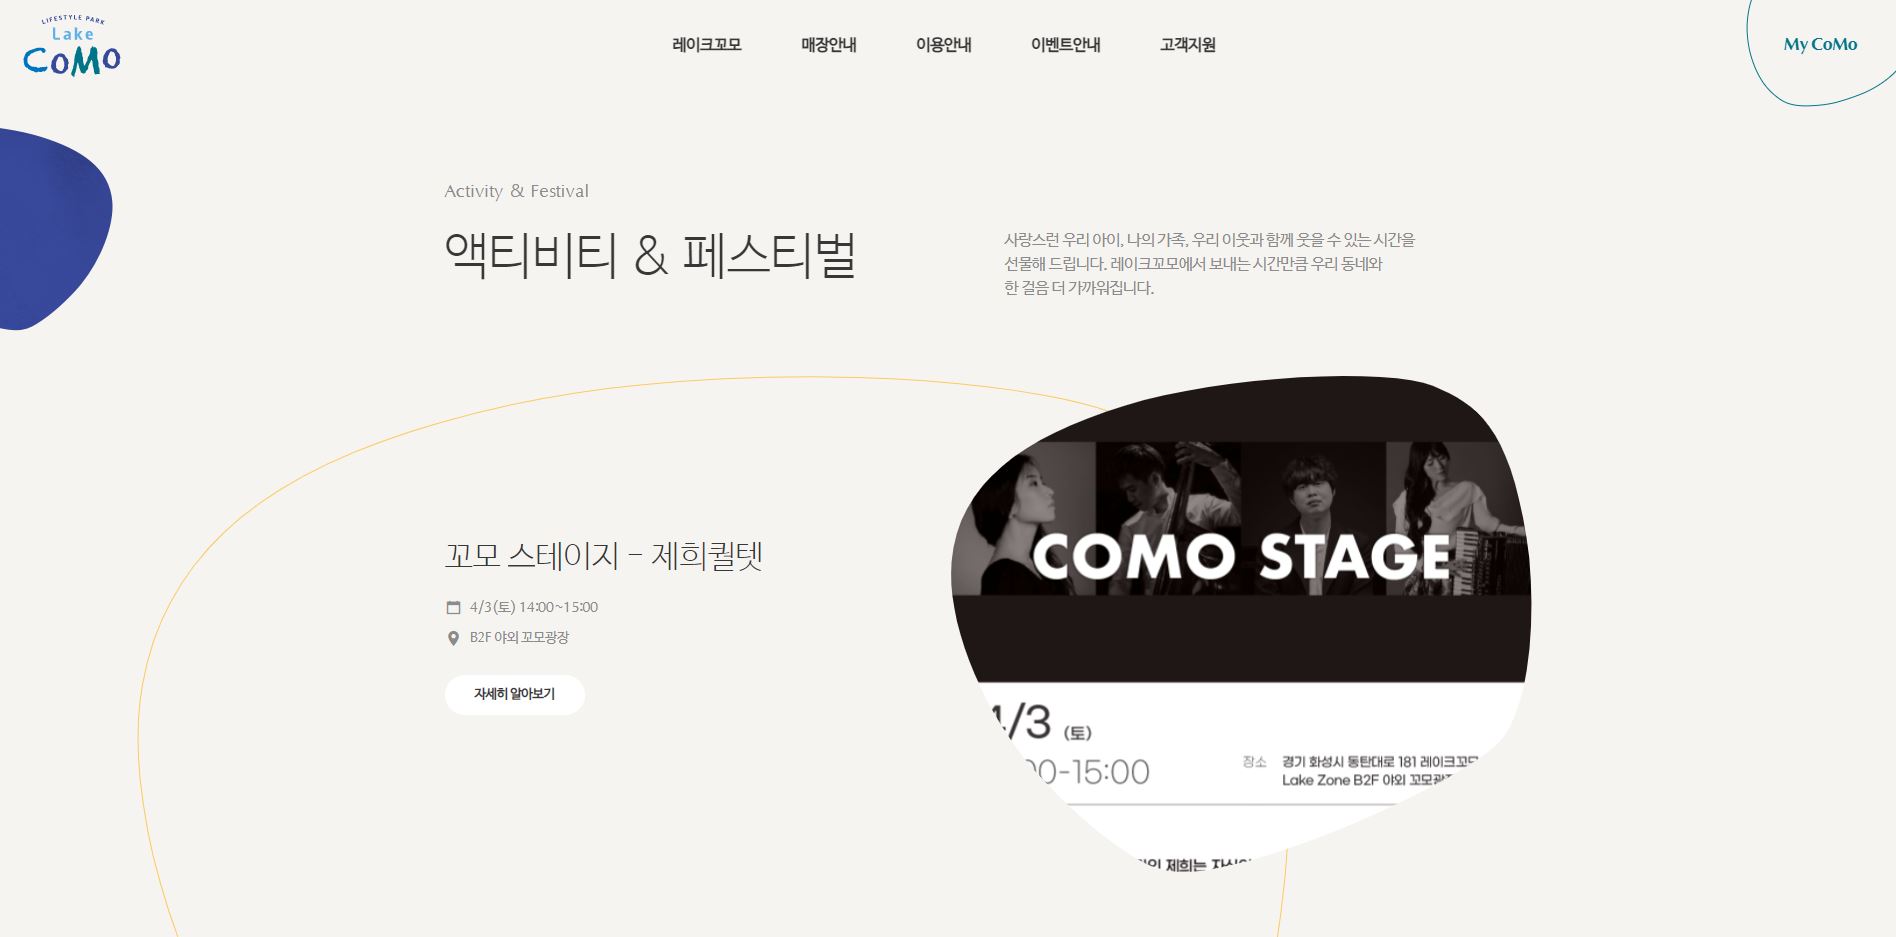 LIFESTYLE PARK
Lake
CoMo
레이크꼬모
매장안내
이용안내
이벤트안내
고객지원
My CoMo
Activity & Festival
액티비티 & 페스티벌
사랑스런 우리 아이, 나의 가족, 우리 이웃과 함께 웃을 수 있는 시간을
선물해 드립니다. 레이크꼬모에서 보내는 시간만큼 우리 동네와
한 걸음 더 가까워집니다.
꼬모 스테이지 - 제희퀄텟
4/3(토) 14:00~15:00
B2F 야외 꼬모광장
자세히 알아보기
COMO STAGE
4/3 (토)
00-15:00
장소 경기 화성시 동탄대로 181 레이크꼬모
Lake Zone B2F 야외 꼬모광장
제희는